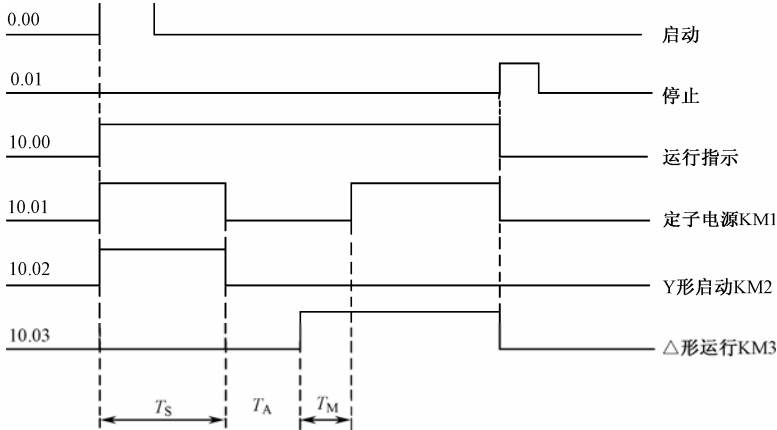 0.00 启动
0.01 停止
10.00 运行指示
10.01 定子电源KM1
10.02 Y形启动KM2
10.03 △形运行KM3
TS TA TM